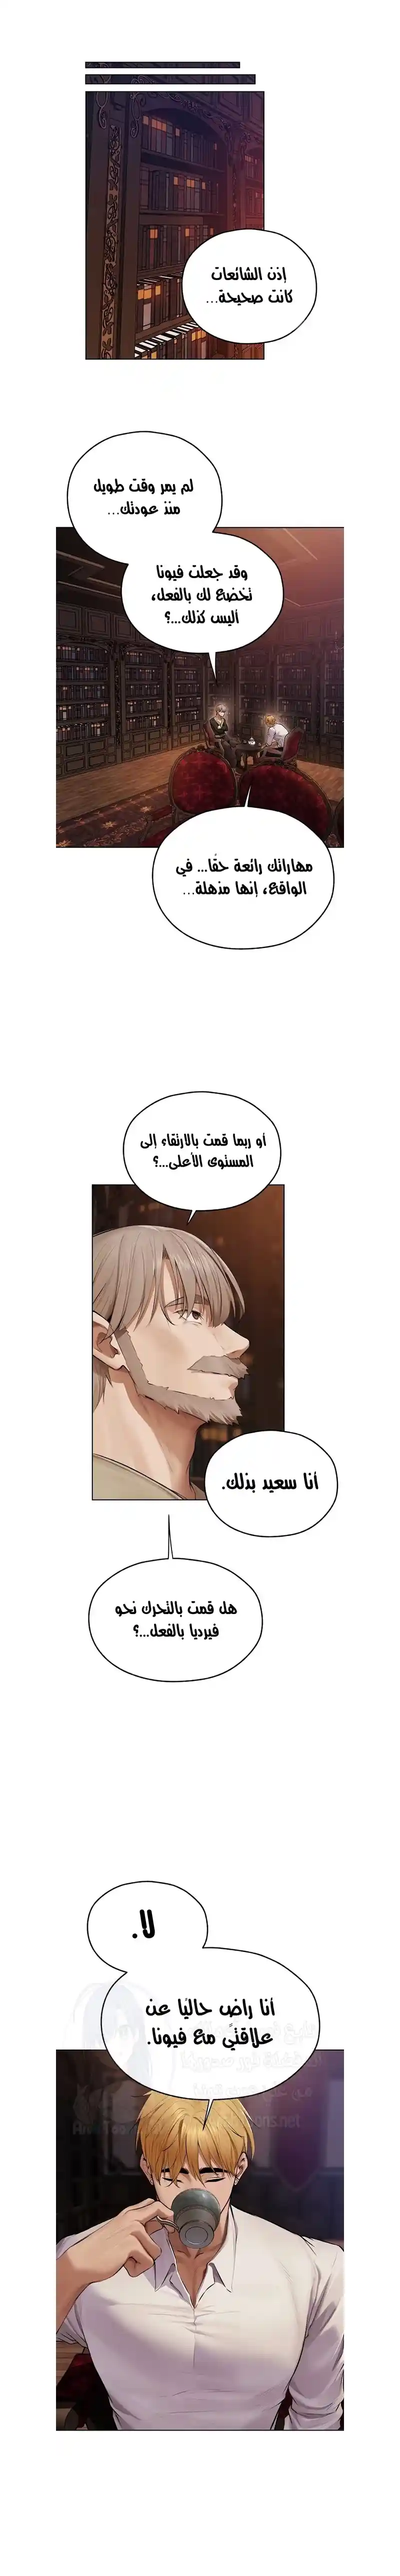 إذن الشائعات
كانت صحيحة...
لم يمر وقت طويل
منذ عودتك...
وقد جعلت فيونا
تخضع لك بالفعل،
أليس كذلك...؟
مهاراتك رائعة حقًا... في
الواقع، إنها مذهلة...
أو ربما قمت بالارتقاء إلى
المستوى الأعلى...؟
أنا سعيد بذلك.
هل قمت بالتحرك نحو
فيرديا بالفعل...؟
لا.
أنا راض حاليًا عن
علاقتي مع فيونا.